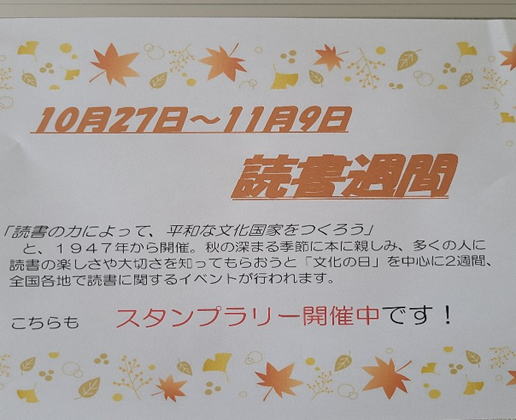 10月27日～11月9日
読書週間
「読書の力によって、平和な文化国家をつくろう」
と、１９４７年から開催。秋の深まる季節に本に親しみ、多くの人に
読書の楽しさや大切さを知ってもらおうと「文化の日」を中心に2週間、
全国各地で読書に関するイベントが行われます。
こちらも スタンプラリー開催中です！